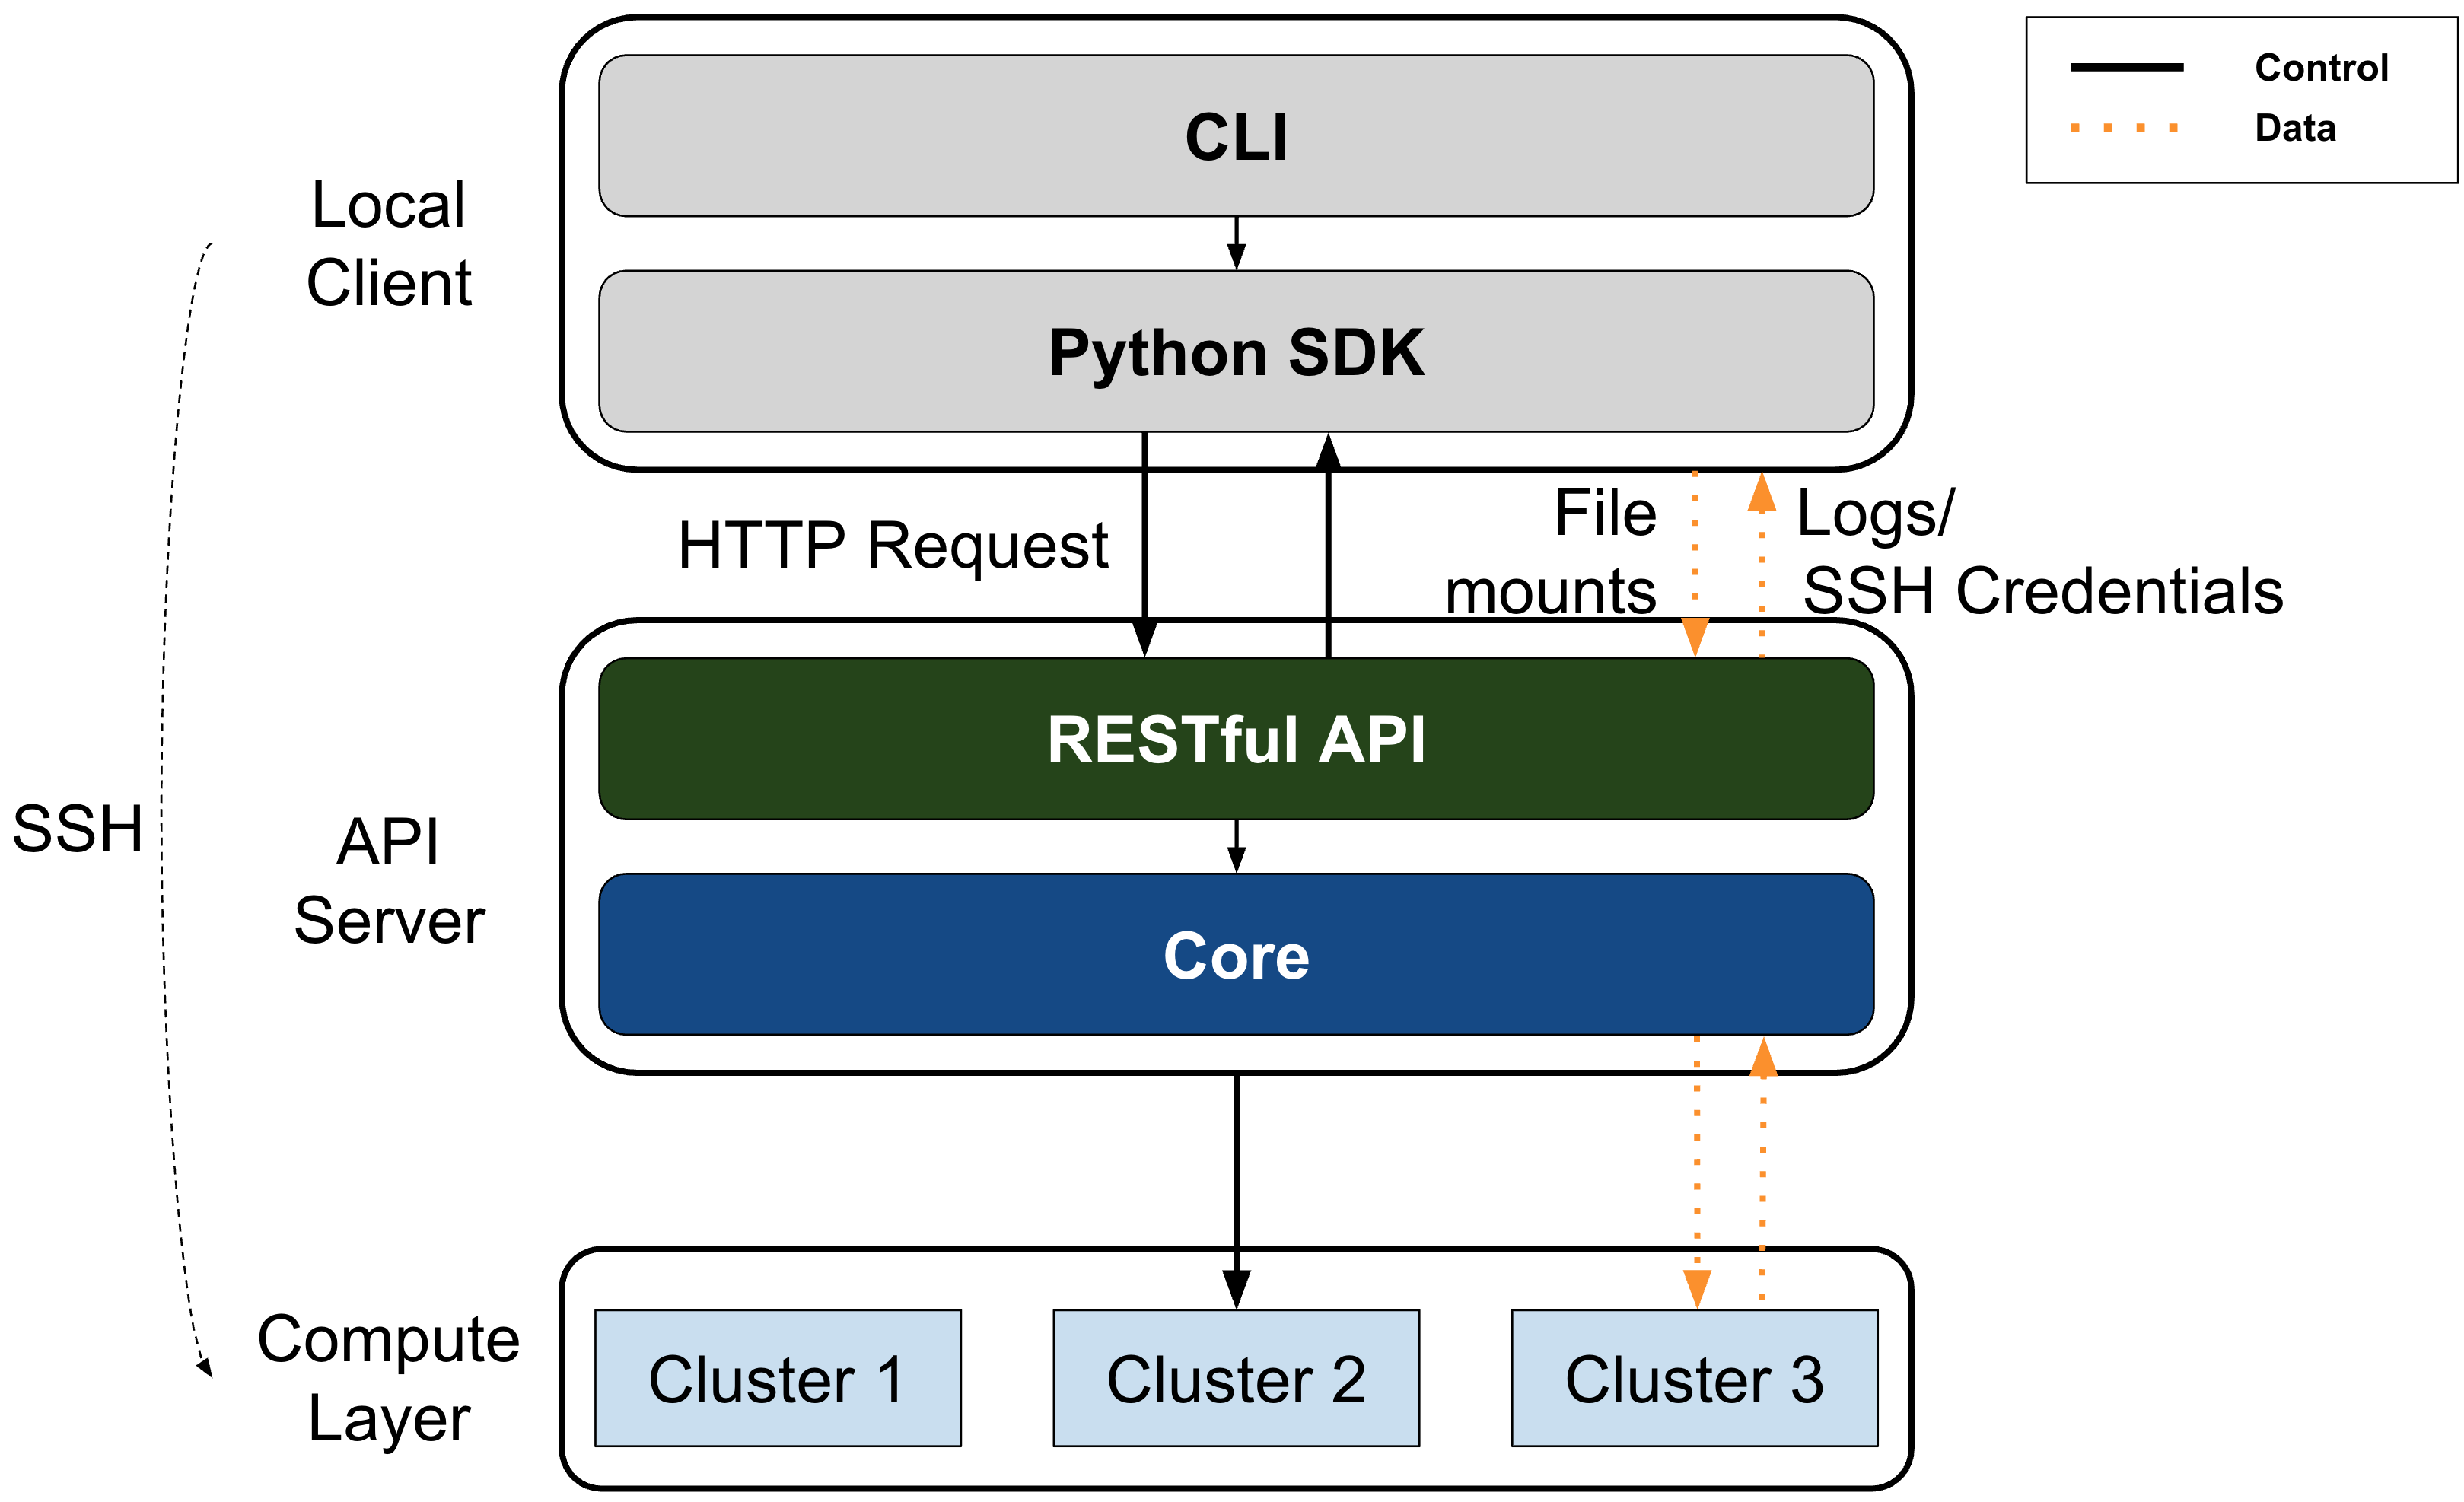 CLI
Control
Data
Local
Client
Python SDK
HTTP Request
File
mounts
Logs/
SSH Credentials
RESTful API
SSH
API
Server
Core
Compute
Layer
Cluster 1
Cluster 2
Cluster 3